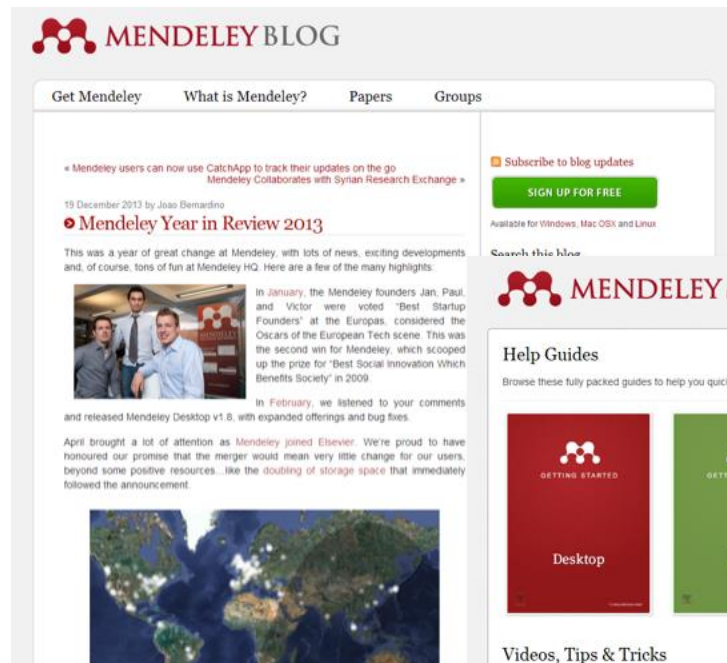 MENDELEY BLOG
Get Mendeley What is Mendeley? Papers Groups
« Mendeley users can now use CatchApp to track their updates on the go
Mendeley Collaborates with Syrian Research Exchange »
19 December 2013 by Joao Bernardino
Mendeley Year in Review 2013
This was a year of great change at Mendeley, with lots of news, exciting developments
and, of course, tons of fun at Mendeley HQ. Here are a few of the many highlights:
In January, the Mendeley founders Jan, Paul,
and Victor were voted "Best Startup
Founders" at the Europas, considered the
Oscars of the European Tech scene. This was
the second win for Mendeley, which scooped
up the prize for "Best Social Innovation Which
Benefits Society" in 2009.
In February, we listened to your comments
and released Mendeley Desktop v1.8, with expanded offerings and bug fixes.
April brought a lot of attention as Mendeley joined Elsevier. We're proud to have
honoured our promise that the merger would mean very little change for our users,
beyond some positive resources...like the doubling of storage space that immediately
followed the announcement.
Subscribe to blog updates
SIGN UP FOR FREE
Available for Windows, Mac OSX and Linux
Search this blog
MENDELEY
Help Guides
Browse these fully packed guides to help you quic
GETTING STARTED
Desktop
GET
Videos, Tips & Tricks